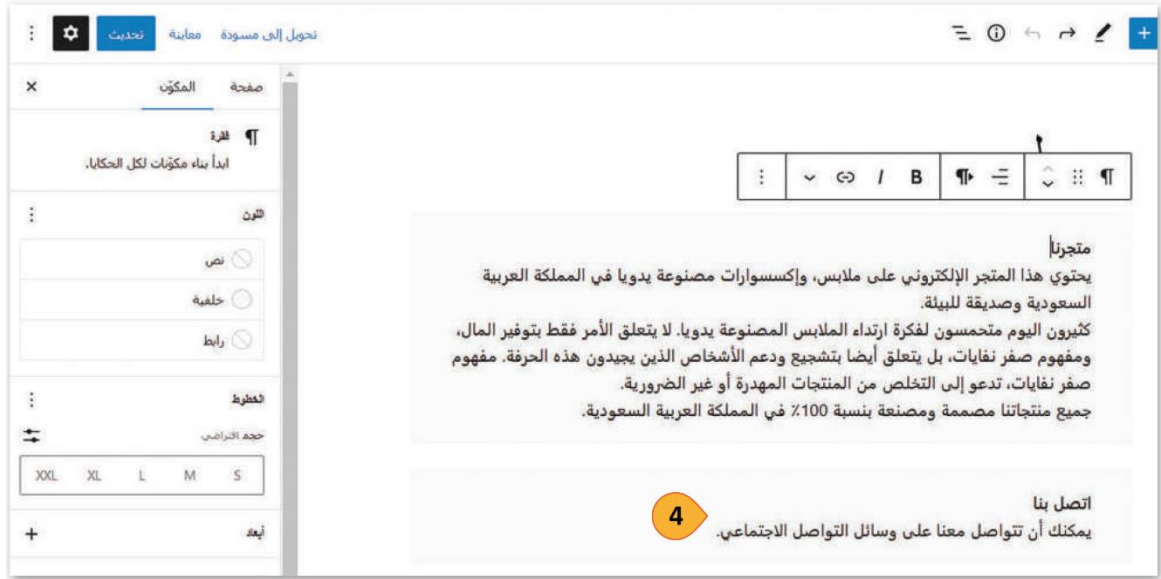 تحويل إلى مسودة معاينة تحديث
صفحة المكوّن
فقرة
ابدأ بناء مكوّنات لكل الحكايا.
اللون
نص
خلفية
رابط
الخطوط
حجم افتراضي
S M L XL XXL
أبعاد
B I
متجرنا
يحتوي هذا المتجر الإلكتروني على ملابس، وإكسسوارات مصنوعة يدويا في المملكة العربية
السعودية وصديقة للبيئة.
كثيرون اليوم متحمسون لفكرة ارتداء الملابس المصنوعة يدويا. لا يتعلق الأمر فقط بتوفير المال،
ومفهوم صفر نفايات، بل يتعلق أيضا بتشجيع ودعم الأشخاص الذين يجيدون هذه الحرفة. مفهوم
صفر نفايات، تدعو إلى التخلص من المنتجات المهدرة أو غير الضرورية.
جميع منتجاتنا مصممة ومصنعة بنسبة 100٪ في المملكة العربية السعودية.
اتصل بنا
يمكنك أن تتواصل معنا على وسائل التواصل الاجتماعي.
4